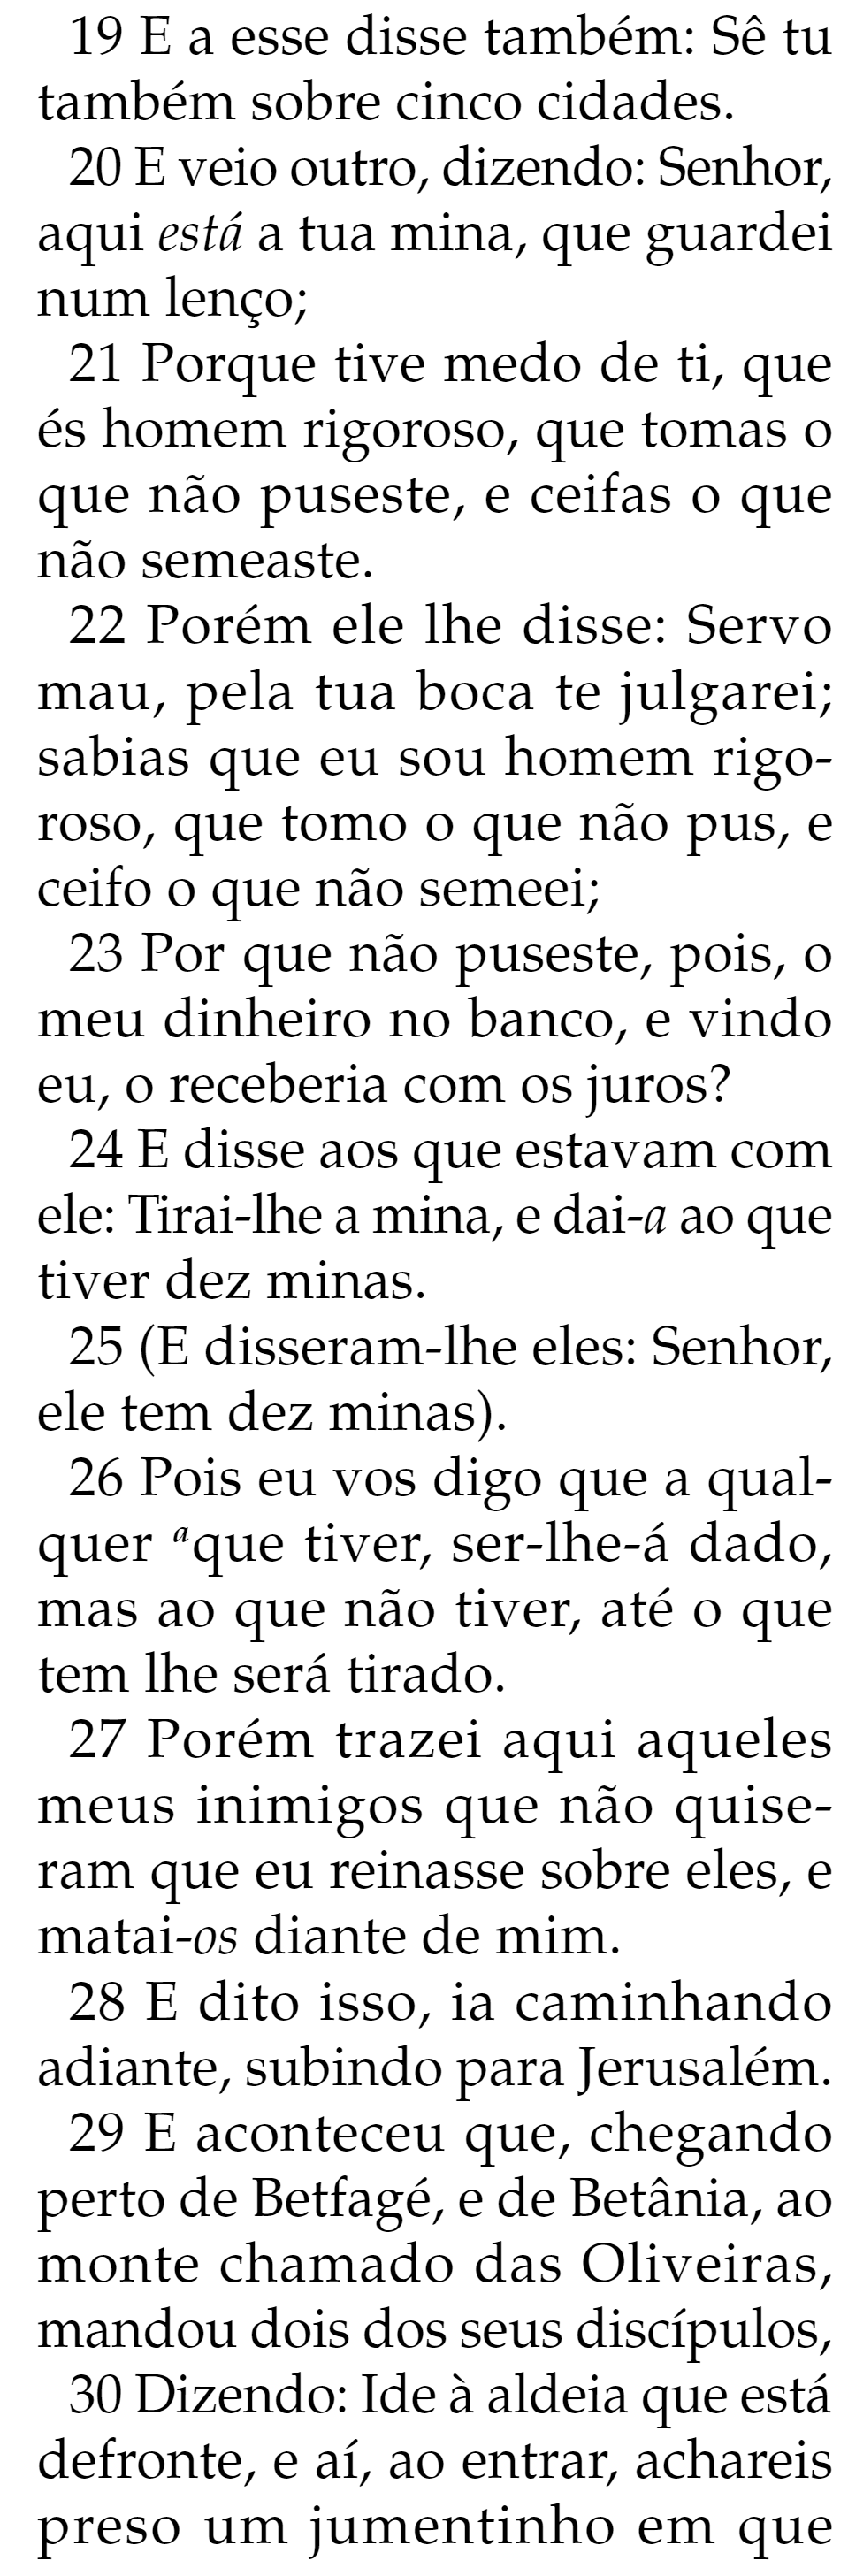 19 E a esse disse também: Sê tu
também sobre cinco cidades.
20 E veio outro, dizendo: Senhor,
aqui está a tua mina, que guardei
num lenço;
21 Porque tive medo de ti, que
és homem rigoroso, que tomas o
que não puseste, e ceifas o que
não semeaste.
22 Porém ele lhe disse: Servo
mau, pela tua boca te julgarei;
sabias que eu sou homem rigo-
roso, que tomo o que não pus, e
ceifo o que não semeei;
23 Por que não puseste, pois, o
meu dinheiro no banco, e vindo
eu, o receberia com os juros?
24 E disse aos que estavam com
ele: Tirai-lhe a mina, e dai-a ao que
tiver dez minas.
25 (E disseram-lhe eles: Senhor,
ele tem dez minas).
26 Pois eu vos digo que a qual-
quer ᵃque tiver, ser-lhe-á dado,
mas ao que não tiver, até o que
tem lhe será tirado.
27 Porém trazei aqui aqueles
meus inimigos que não quise-
ram que eu reinasse sobre eles, e
matai-os diante de mim.
28 E dito isso, ia caminhando
adiante, subindo para Jerusalém.
29 E aconteceu que, chegando
perto de Betfagé, e de Betânia, ao
monte chamado das Oliveiras,
mandou dois dos seus discípulos,
30 Dizendo: Ide à aldeia que está
defronte, e aí, ao entrar, achareis
preso um jumentinho em que